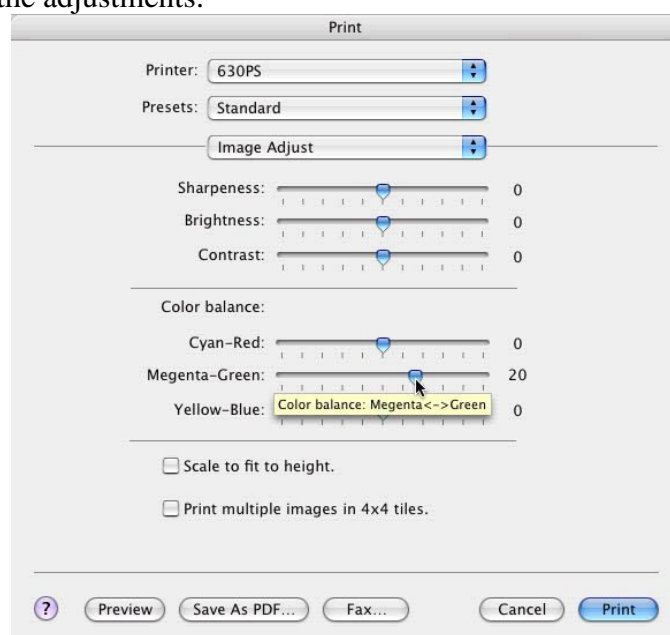 the adjustments.
Print
Printer: 630PS
Presets: Standard
Image Adjust
Sharpeness: 0
Brightness: 0
Contrast: 0
Color balance:
Cyan-Red: 0
Megenta-Green: 20
Color balance: Megenta<->Green
Yellow-Blue: 0
Scale to fit to height.
Print multiple images in 4x4 tiles.
? Preview Save As PDF... Fax... Cancel Print